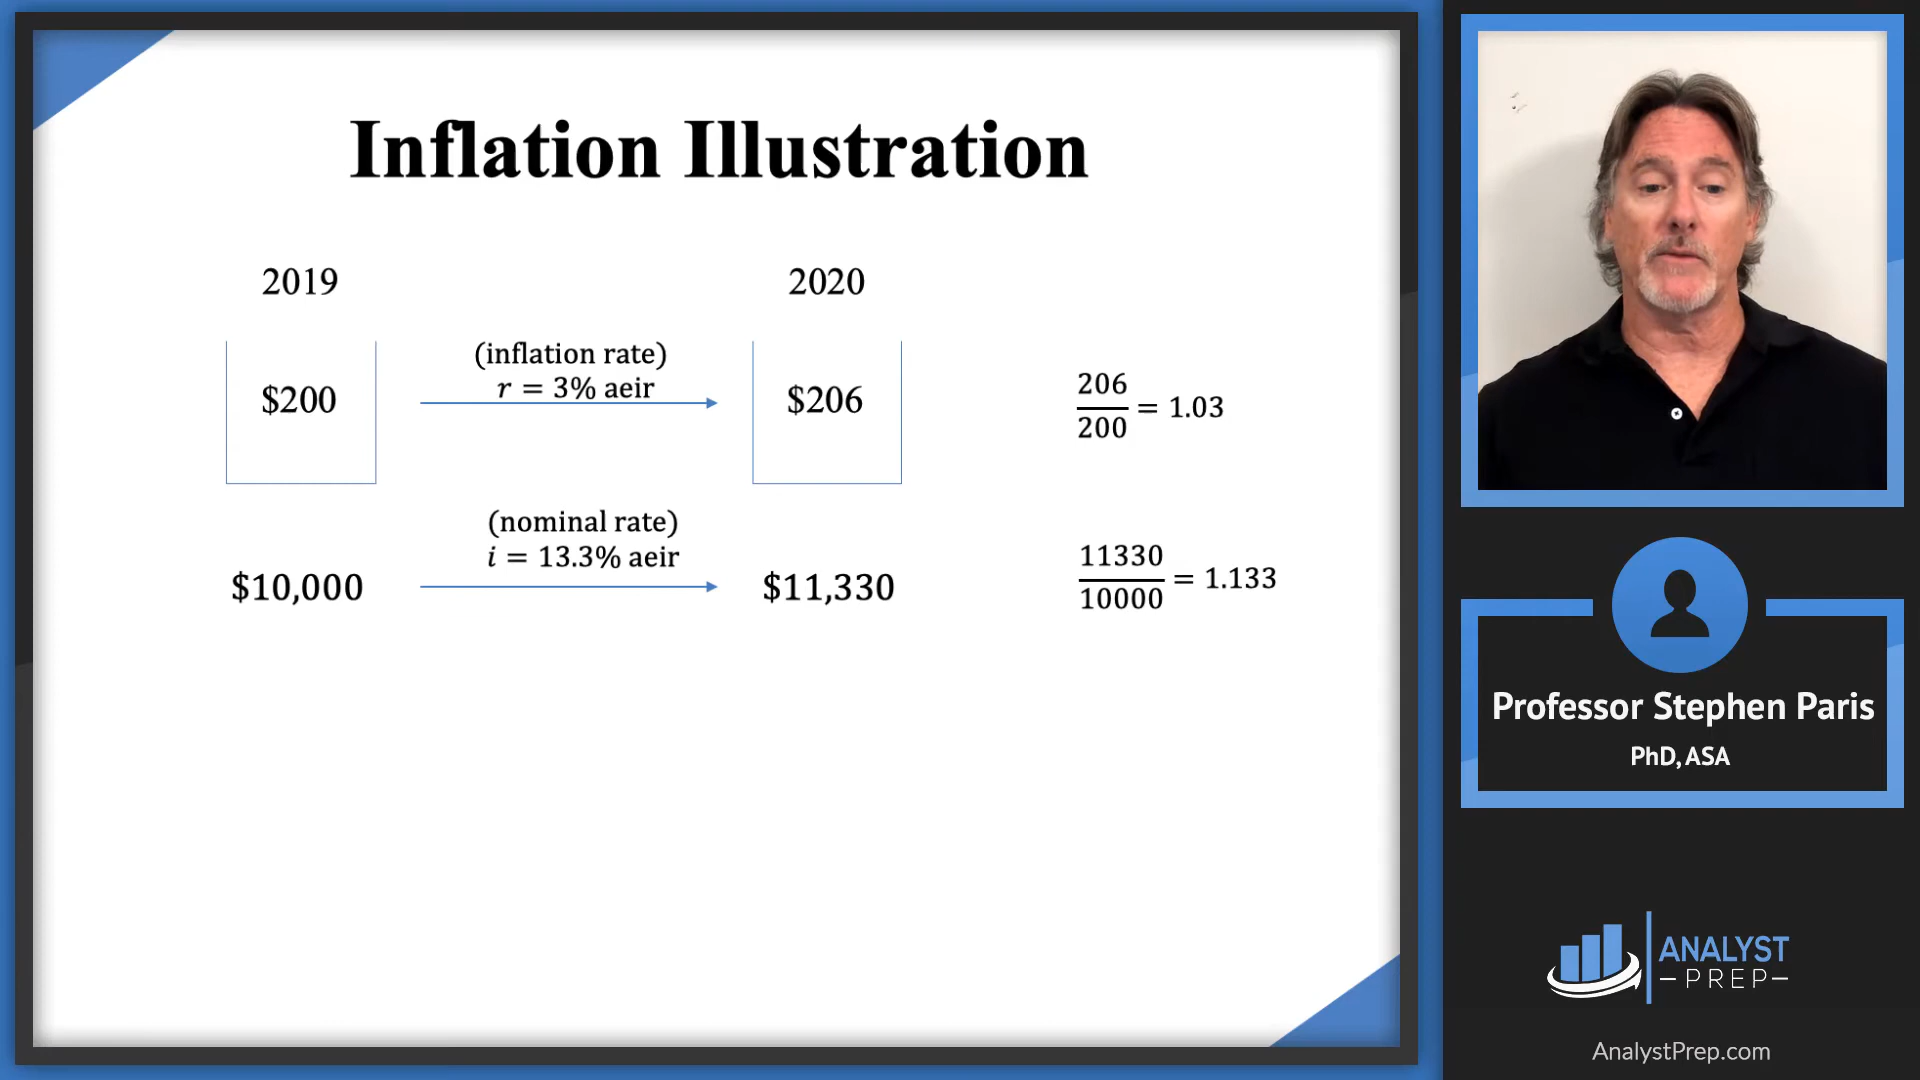 Inflation Illustration
2019
2020
(inflation rate)
r = 3% aeir
$200
$206
206
200
= 1.03
(nominal rate)
i = 13.3% aeir
$10,000
$11,330
11330
10000
= 1.133
Professor Stephen Paris
PhD, ASA
ANALYST
PREP
AnalystPrep.com